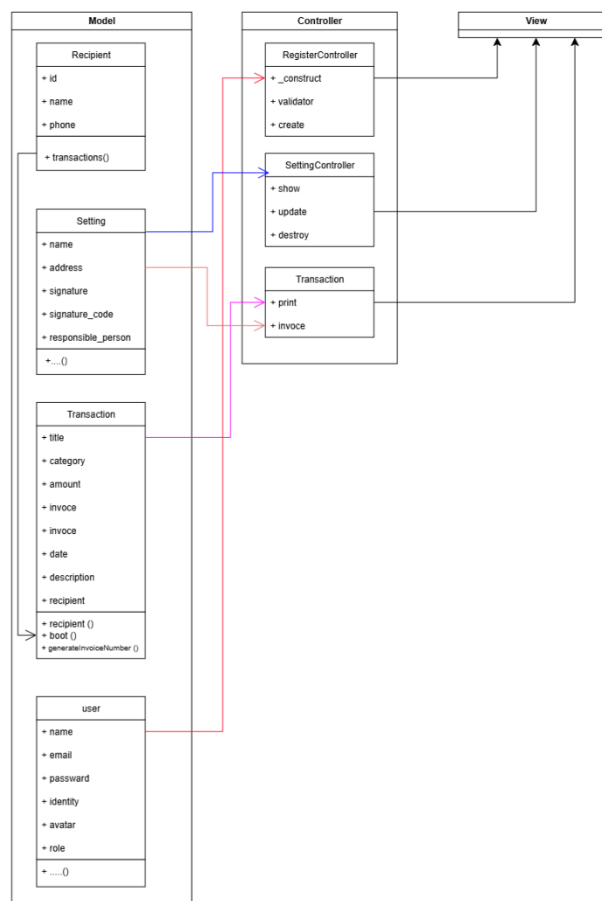 Model
Recipient
+ id
+ name
+ phone
+ transactions()
Setting
+ name
+ address
+ signature
+ signature_code
+ responsible_person
+....()
Transaction
+ title
+ category
+ amount
+ invoce
+ invoce
+ date
+ description
+ recipient
+ recipient ()
+ boot ()
+ generateInvoiceNumber ()
user
+ name
+ email
+ passward
+ identity
+ avatar
+ role
+ .....()
Controller
RegisterController
+ _construct
+ validator
+ create
SettingController
+ show
+ update
+ destroy
Transaction
+ print
+ invoce
View